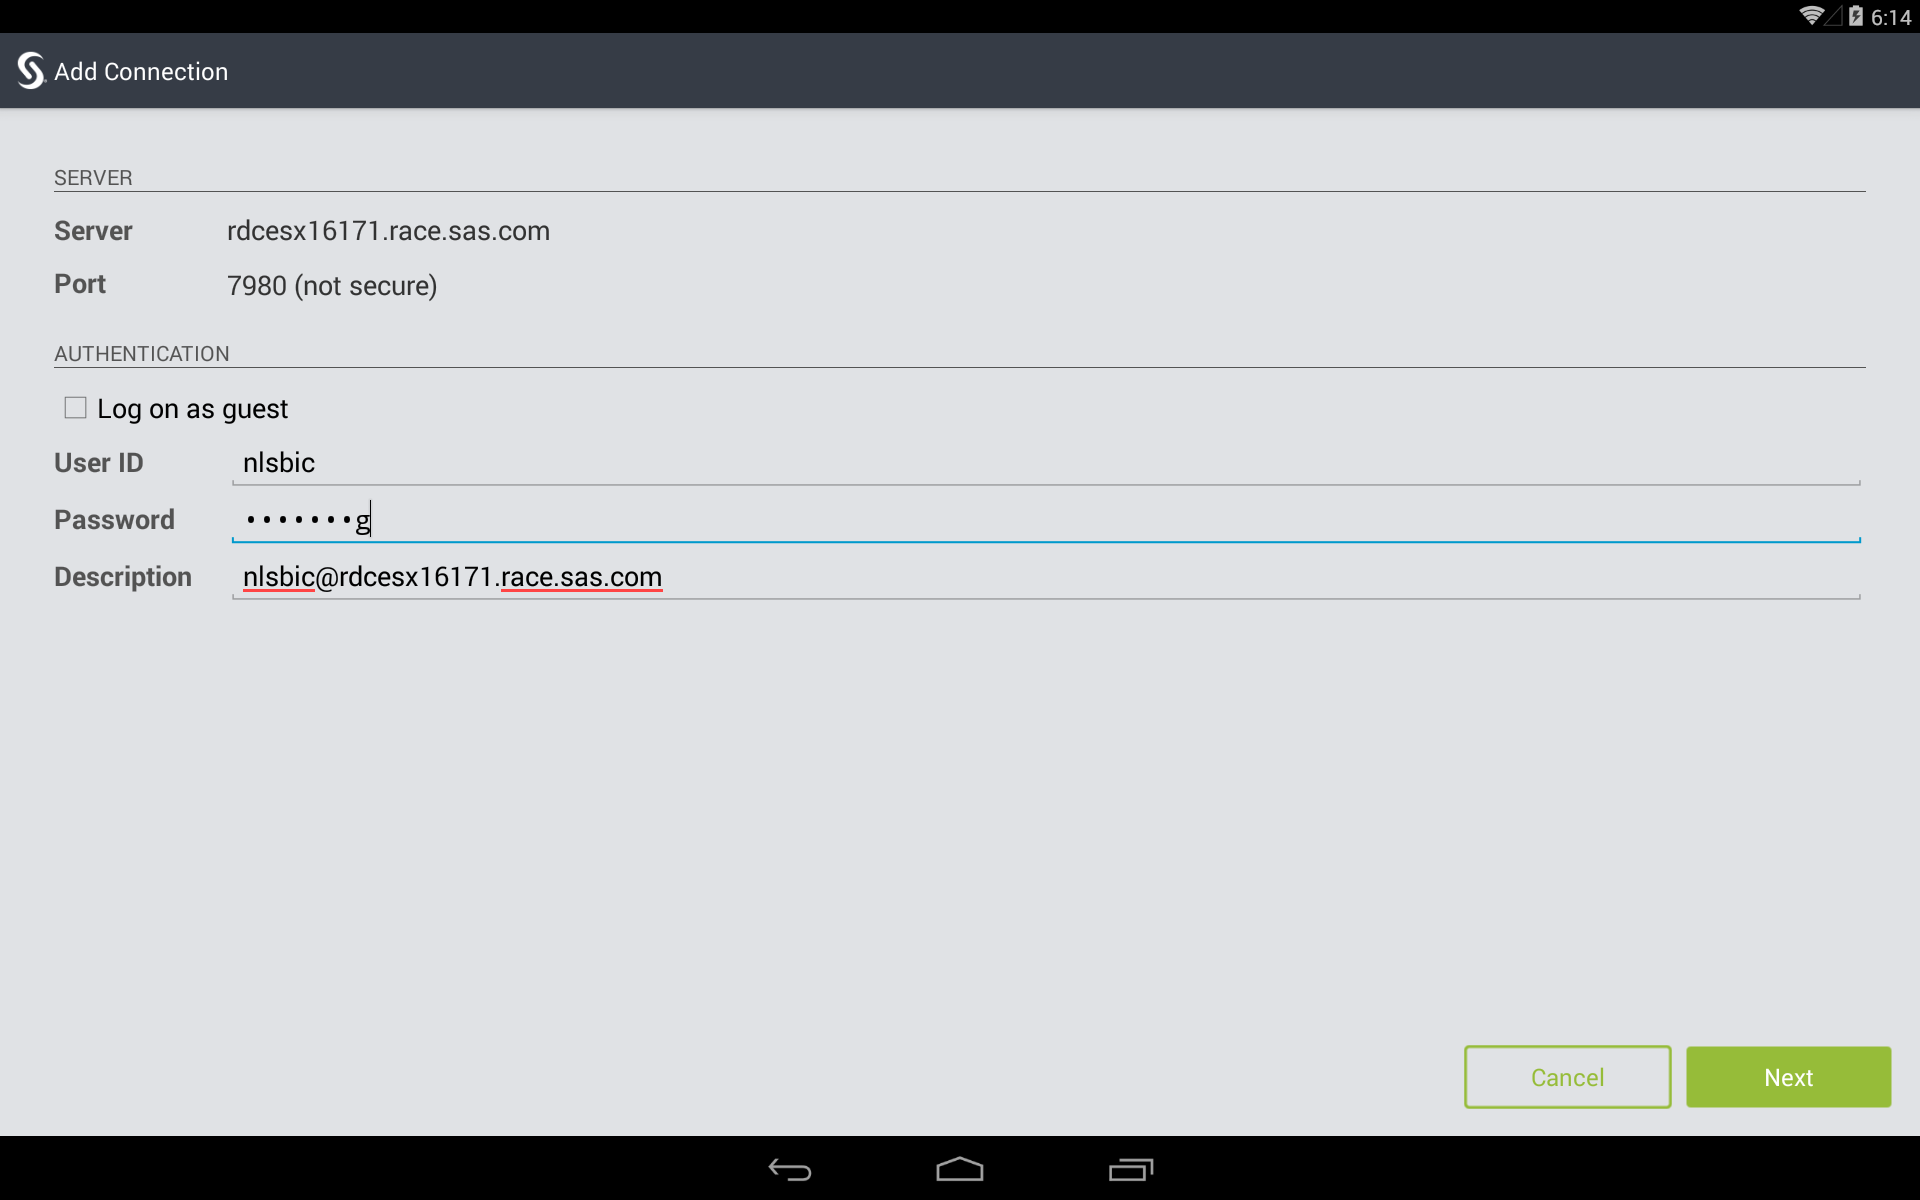 6:14
Add Connection
SERVER
Server rdcesx16171.race.sas.com
Port 7980 (not secure)
AUTHENTICATION
Log on as guest
User ID nlsbic
Password •••••••g
Description nlsbic@rdcesx16171.race.sas.com
Cancel Next